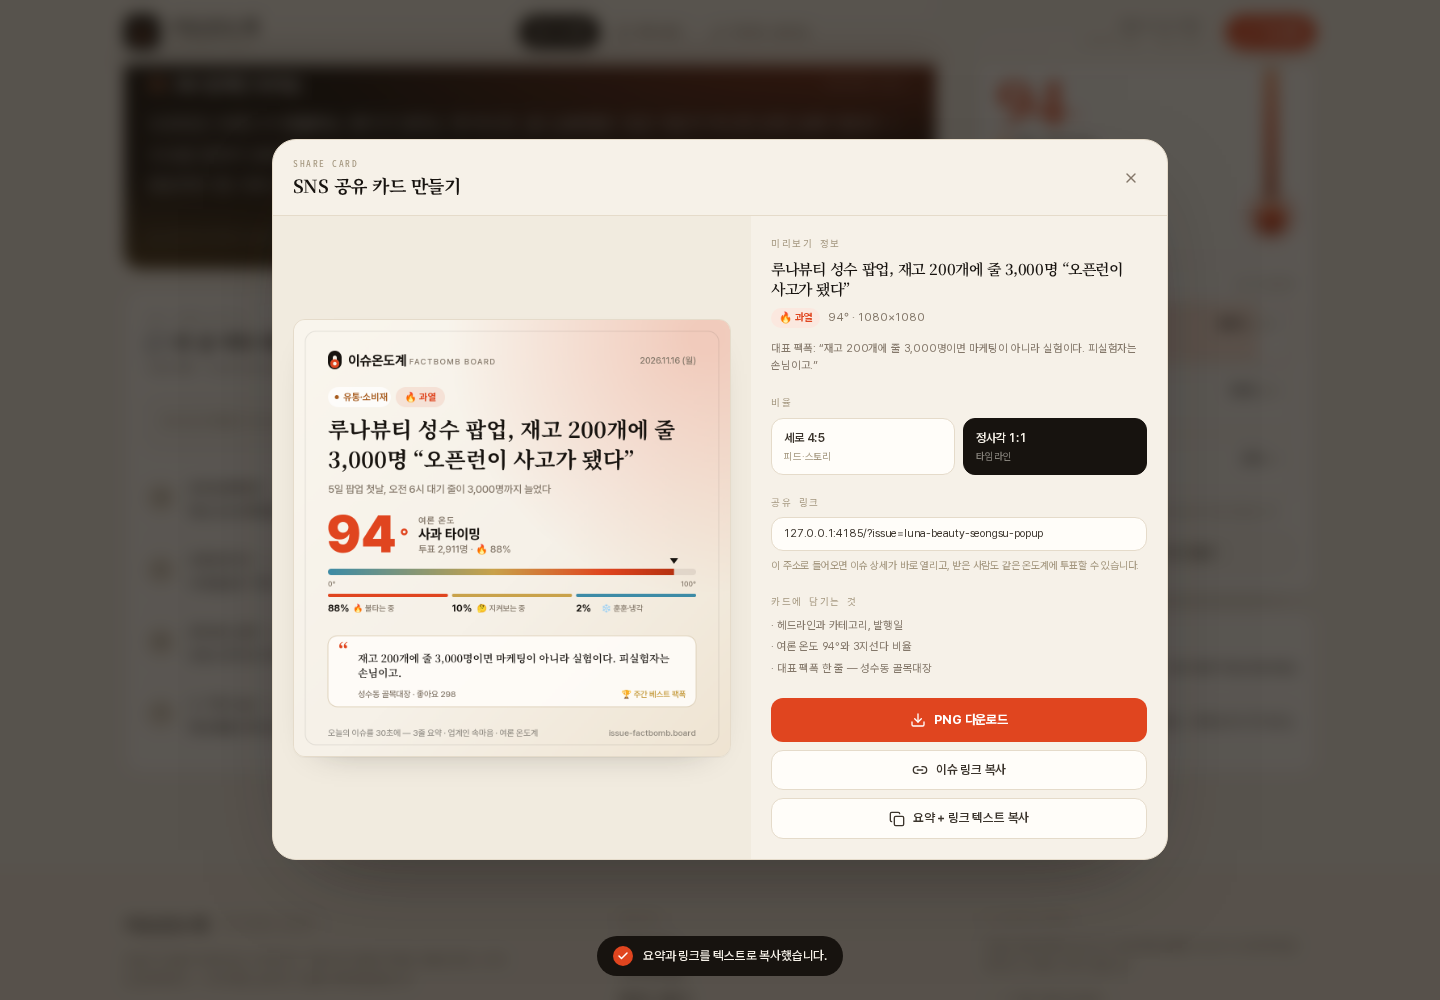 94
SHARE CARD
SNS 공유 카드 만들기
이슈온도계 FACTBOMB BOARD
2026.11.16 (월)
유통·소비재 🔥 과열
루나뷰티 성수 팝업, 재고 200개에 줄
3,000명 “오픈런이 사고가 됐다”
5일 팝업 첫날, 오전 6시 대기 줄이 3,000명까지 늘었다
94°
여론 온도
사과 타이밍
투표 2,911명 · 🔥 88%
0°
100°
88% 🔥 불타는 중
10% 🤔 지켜보는 중
2% ❄️ 훈훈·냉각
“
재고 200개에 줄 3,000명이면 마케팅이 아니라 실험이다. 피실험자는
손님이고.
성수동 골목대장 · 좋아요 298
🏆 주간 베스트 팩폭
오늘의 이슈를 30초에 — 3줄 요약 · 업계인 속마음 · 여론 온도계
issue-factbomb.board
미리보기 정보
루나뷰티 성수 팝업, 재고 200개에 줄 3,000명 “오픈런이
사고가 됐다”
🔥 과열 94° · 1080×1080
대표 팩폭: “재고 200개에 줄 3,000명이면 마케팅이 아니라 실험이다. 피실험자는
손님이고.”
비율
세로 4:5
피드·스토리
정사각 1:1
타임라인
공유 링크
127.0.0.1:4185/?issue=luna-beauty-seongsu-popup
이 주소로 들어오면 이슈 상세가 바로 열리고, 받은 사람도 같은 온도계에 투표할 수 있습니다.
카드에 담기는 것
· 헤드라인과 카테고리, 발행일
· 여론 온도 94°와 3지선다 비율
· 대표 팩폭 한 줄 — 성수동 골목대장
PNG 다운로드
이슈 링크 복사
요약 + 링크 텍스트 복사
요약과 링크를 텍스트로 복사했습니다.